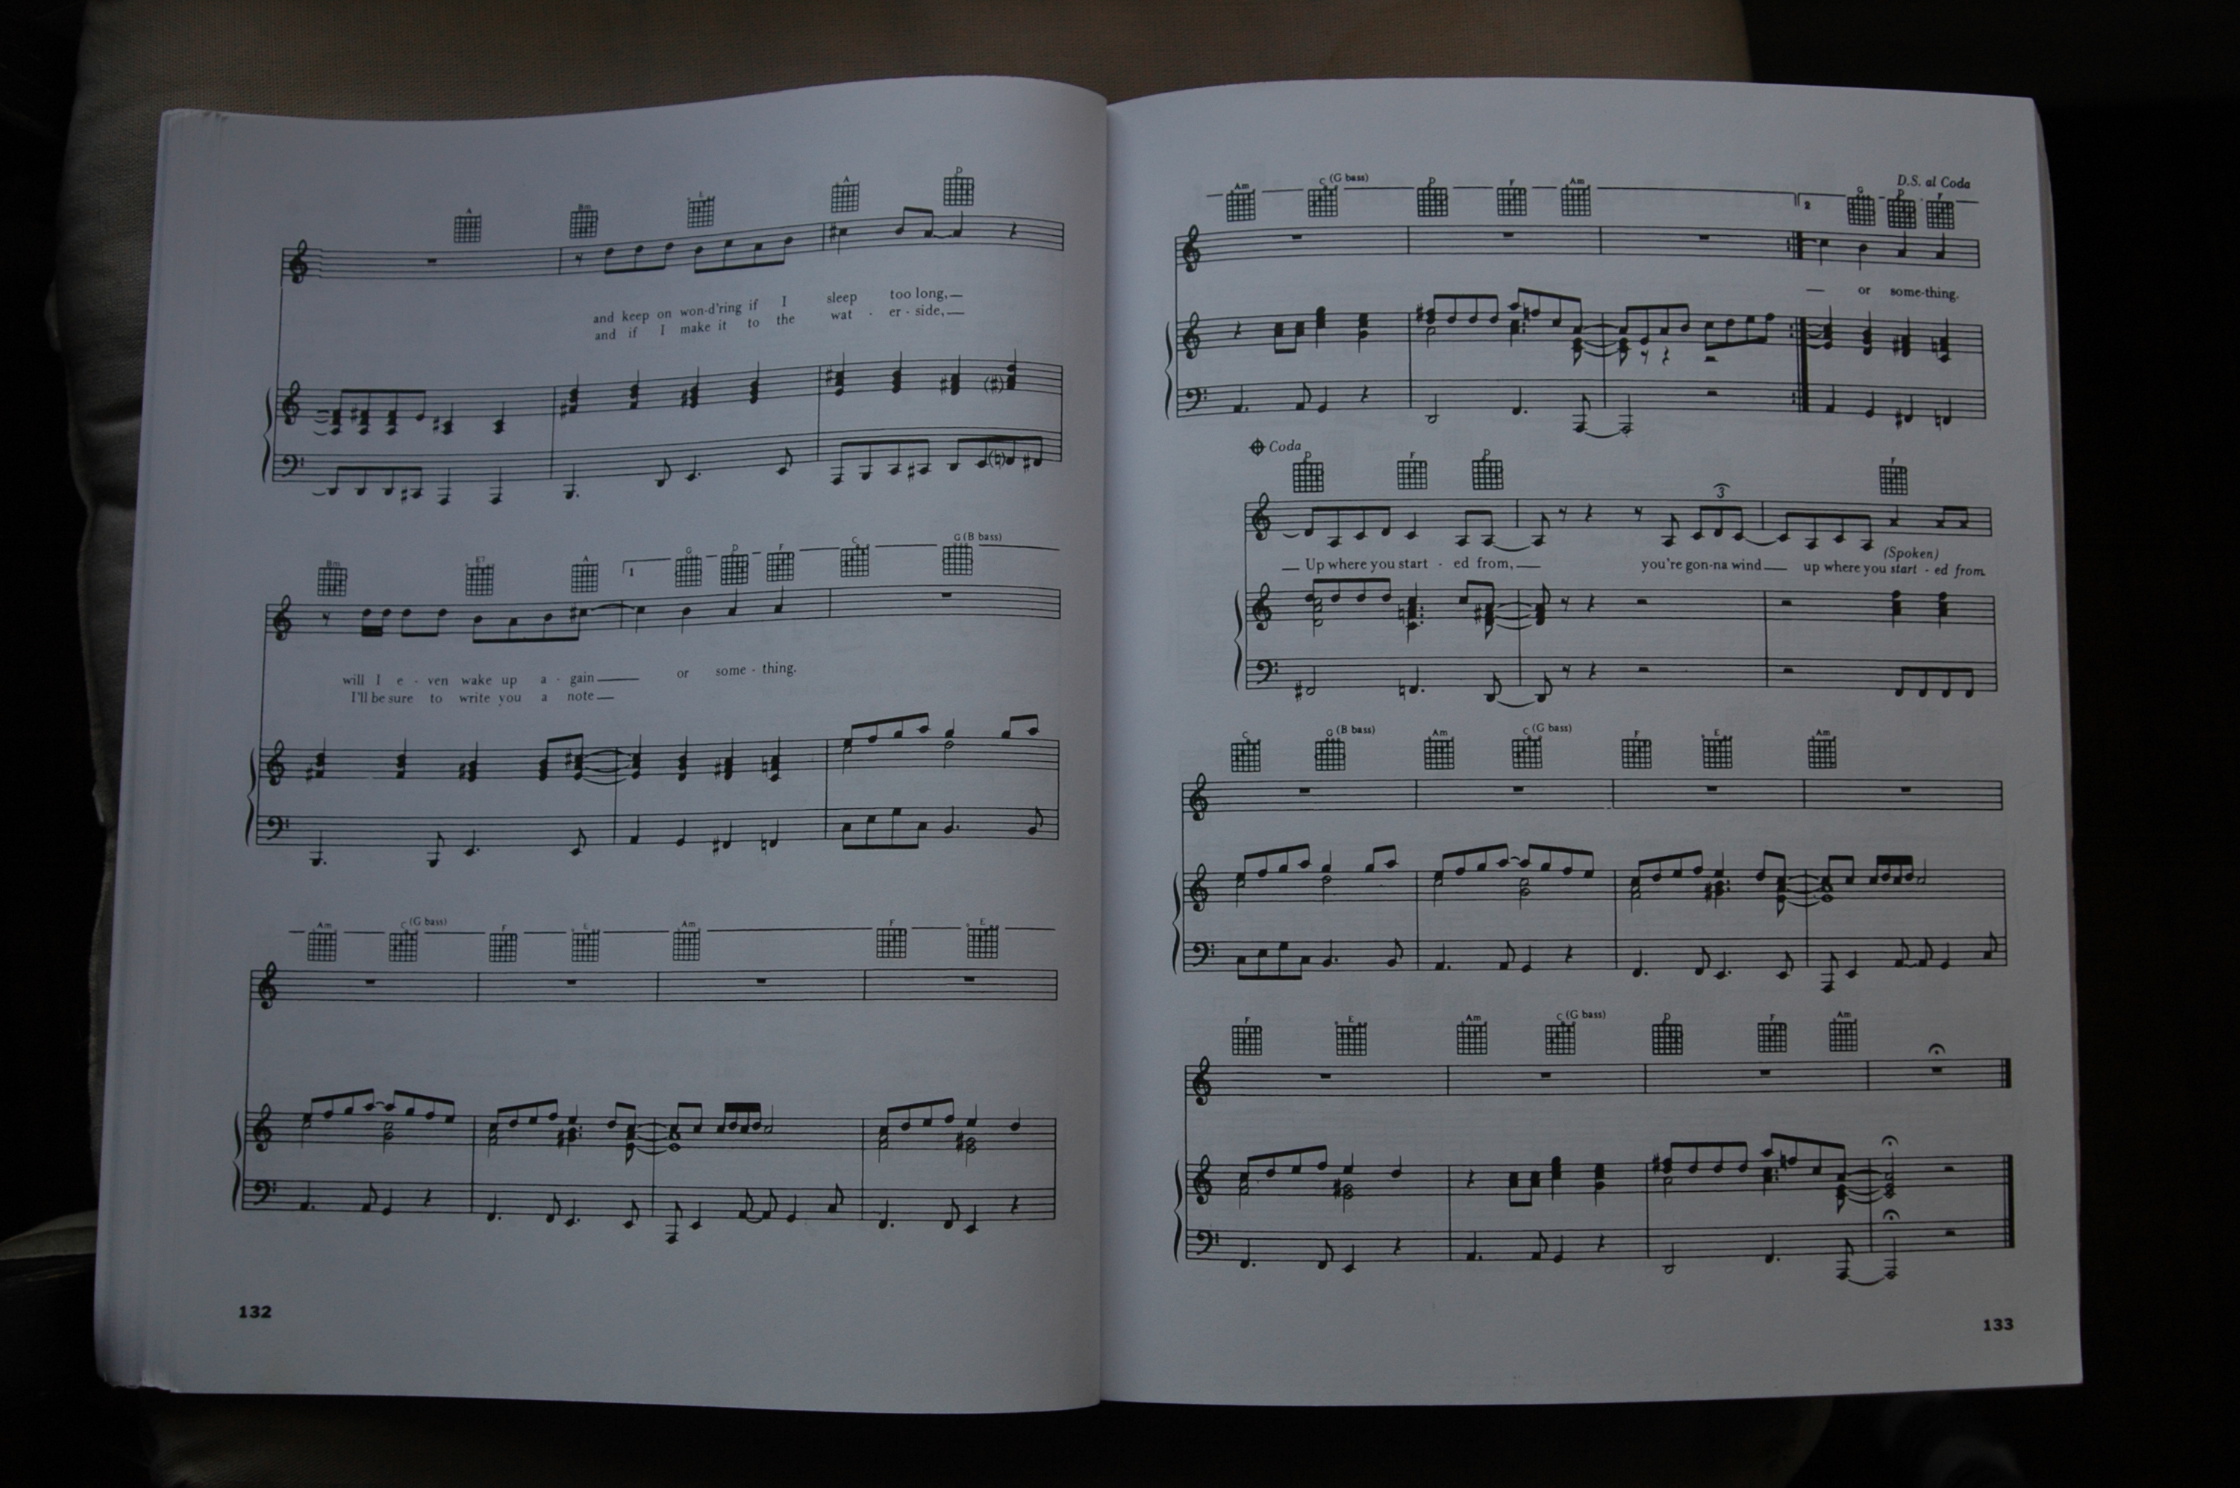 A Bm E A D
and keep on won-d'ring if I sleep too long,
and if I make it to the wat - er - side,
Bm E7 A 1 G D F C G (B bass)
will I e - ven wake up a - gain or some - thing.
I'll be sure to write you a note
Am C (G bass) F E Am F E
132
D.S. al Coda
Am C (G bass) D F Am 2 G D F
or some-thing.
Coda
D F D 3 F
(Spoken)
Up where you start - ed from, you're gon-na wind up where you start - ed from.
C G (B bass) Am C (G bass) F E Am
F E Am C (G bass) D F Am
133